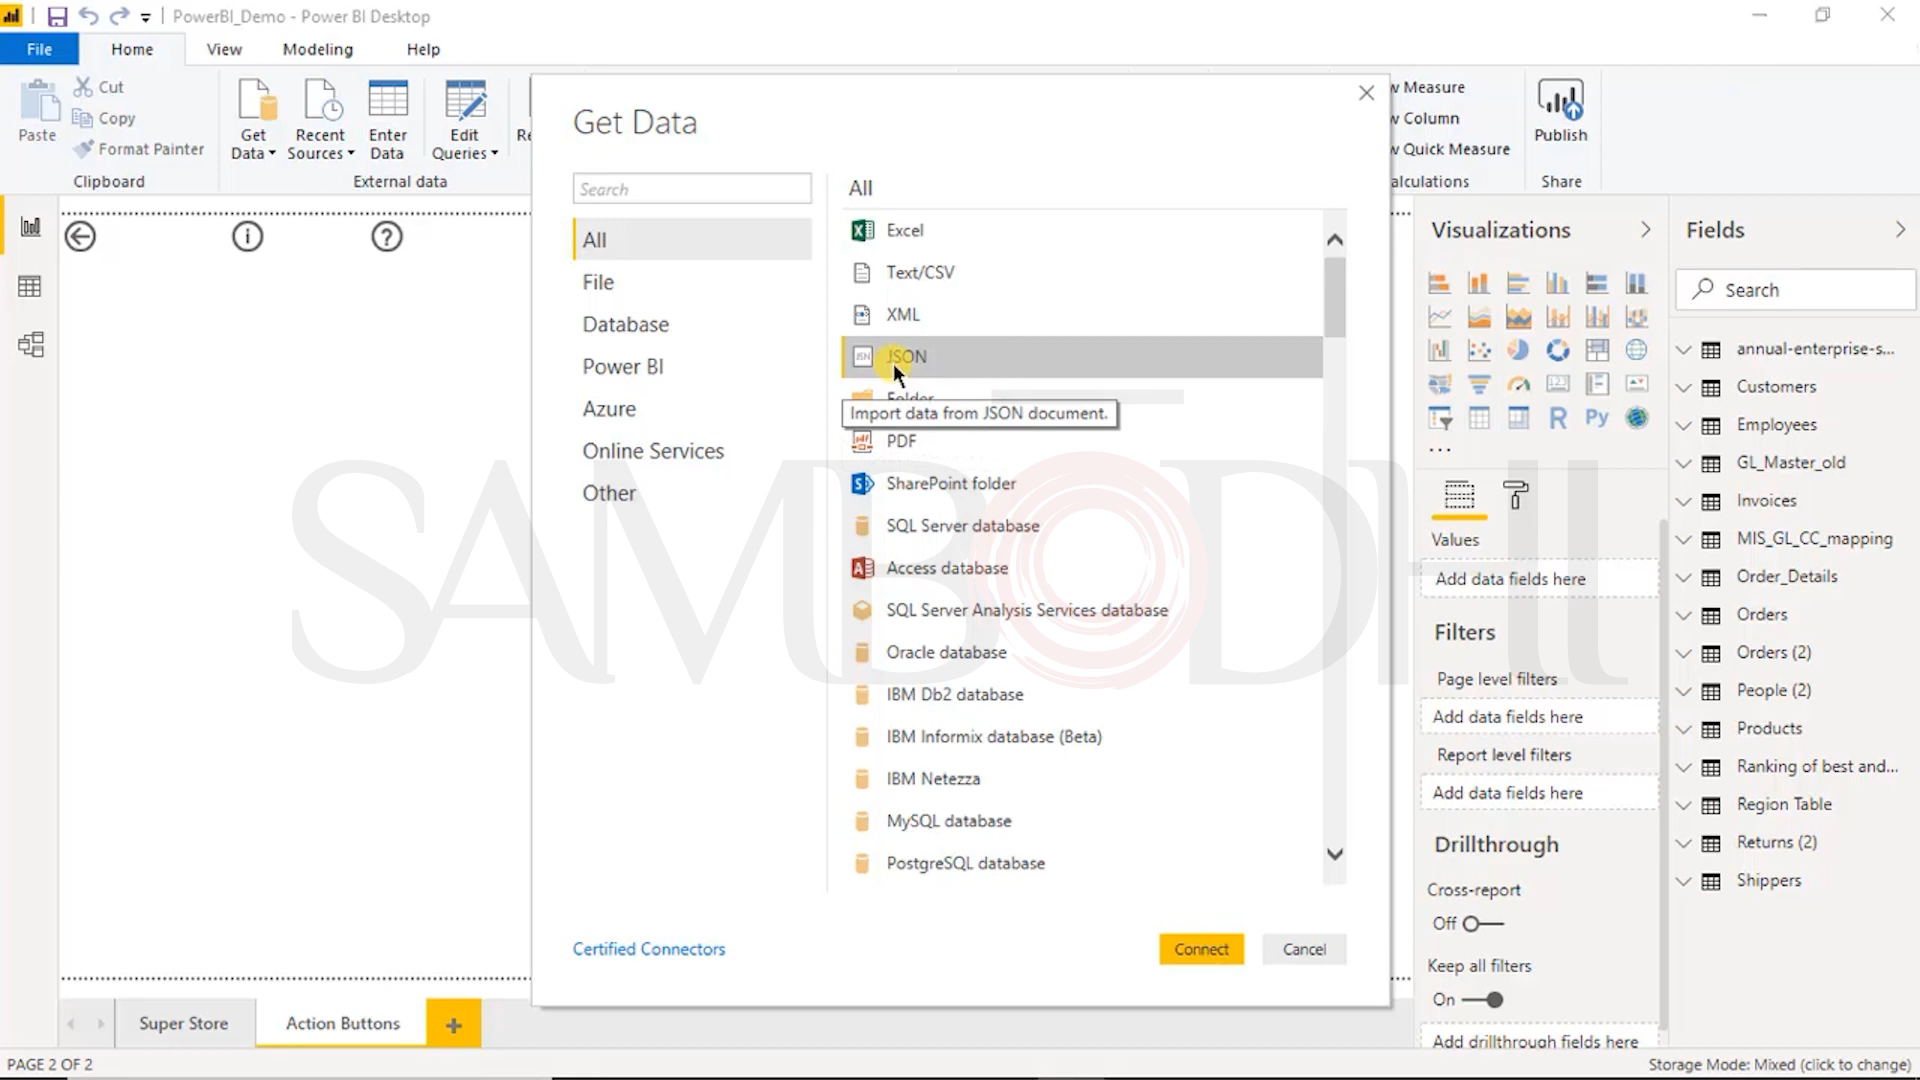 PowerBI_Demo - Power BI Desktop
File
Home
View
Modeling
Help
Paste
Cut
Copy
Format Painter
Clipboard
Get Data
Recent Sources
Enter Data
Edit Queries
External data
w Measure
w Column
w Quick Measure
alculations
Publish
Share
Get Data
Search
All
File
Database
Power BI
Azure
Online Services
Other
All
Excel
Text/CSV
XML
JSON
Folder
Import data from JSON document.
PDF
SharePoint folder
SQL Server database
Access database
SQL Server Analysis Services database
Oracle database
IBM Db2 database
IBM Informix database (Beta)
IBM Netezza
MySQL database
PostgreSQL database
Certified Connectors
Connect
Cancel
SAMBODHI
Visualizations
R
Py
Values
Add data fields here
Filters
Page level filters
Add data fields here
Report level filters
Add data fields here
Drillthrough
Cross-report
Off
Keep all filters
On
Add drillthrough fields here
Fields
Search
annual-enterprise-s...
Customers
Employees
GL_Master_old
Invoices
MIS_GL_CC_mapping
Order_Details
Orders
Orders (2)
People (2)
Products
Ranking of best and...
Region Table
Returns (2)
Shippers
Super Store
Action Buttons
PAGE 2 OF 2
Storage Mode: Mixed (click to change)